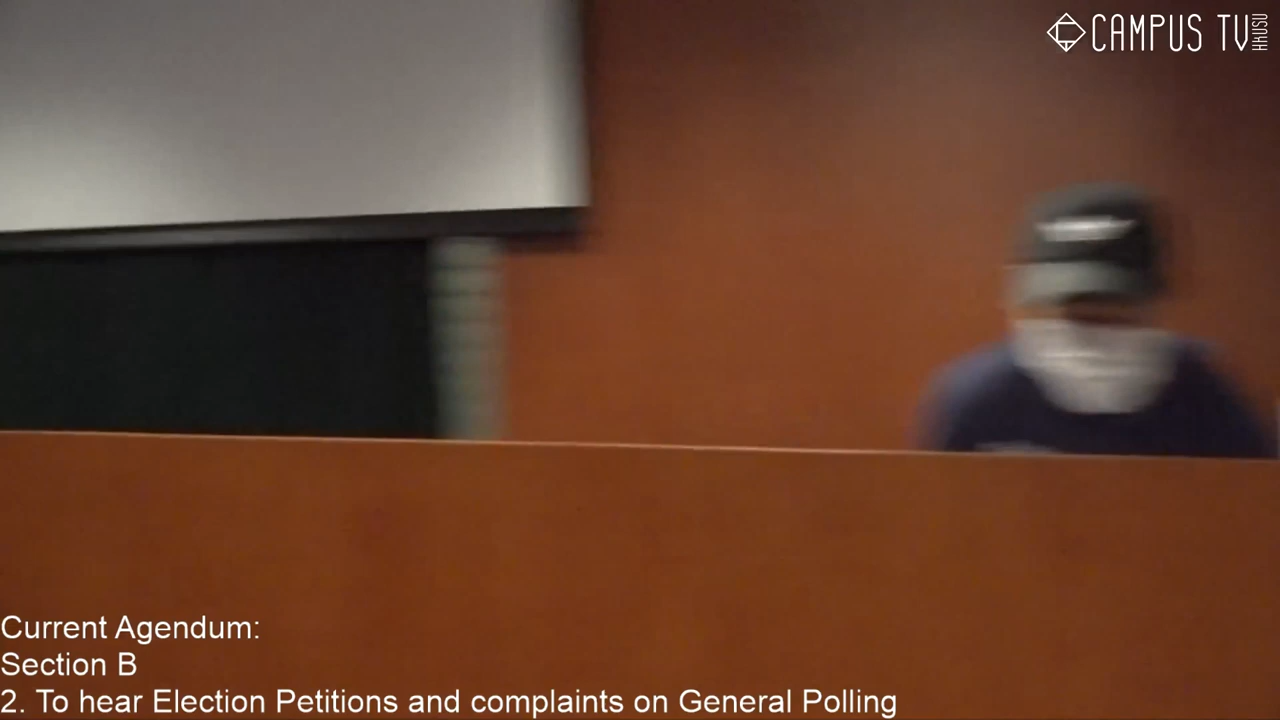 CAMPUS TV
HKUSU
Current Agendum:
Section B
2. To hear Election Petitions and complaints on General Polling